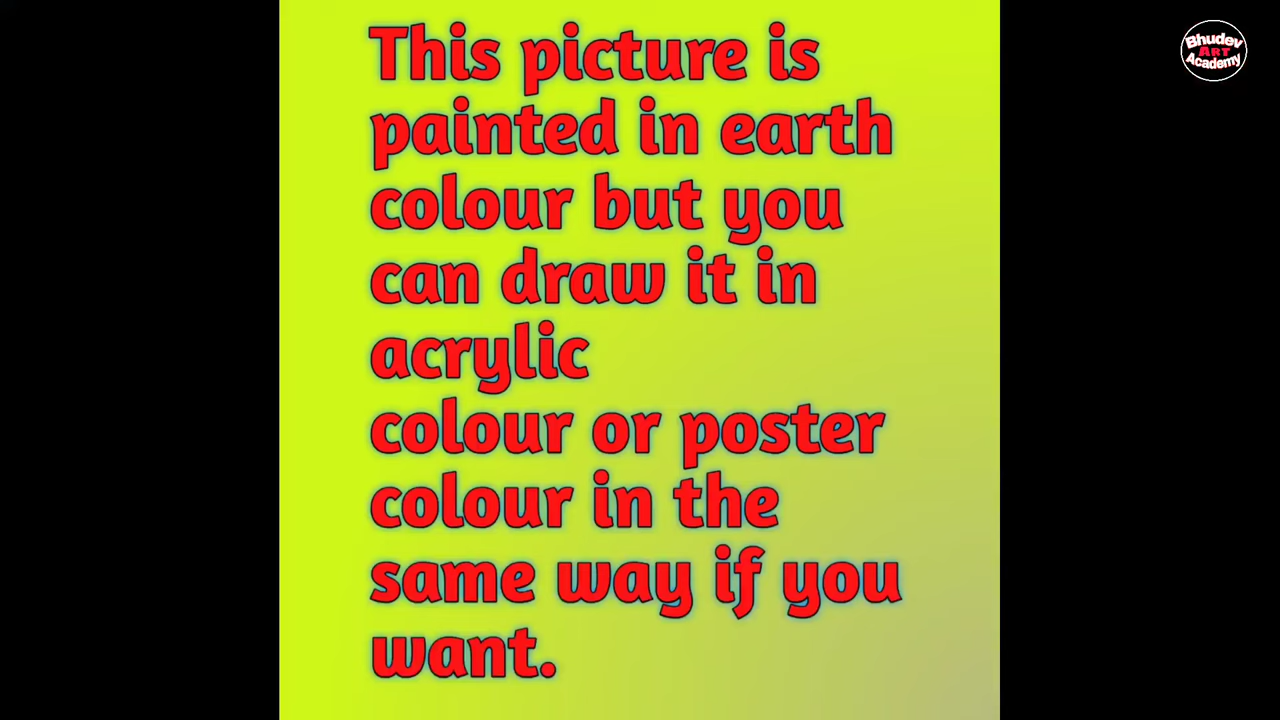 This picture is
painted in earth
colour but you
can draw it in
acrylic
colour or poster
colour in the
same way if you
want.
Bhudev
ART
Academy